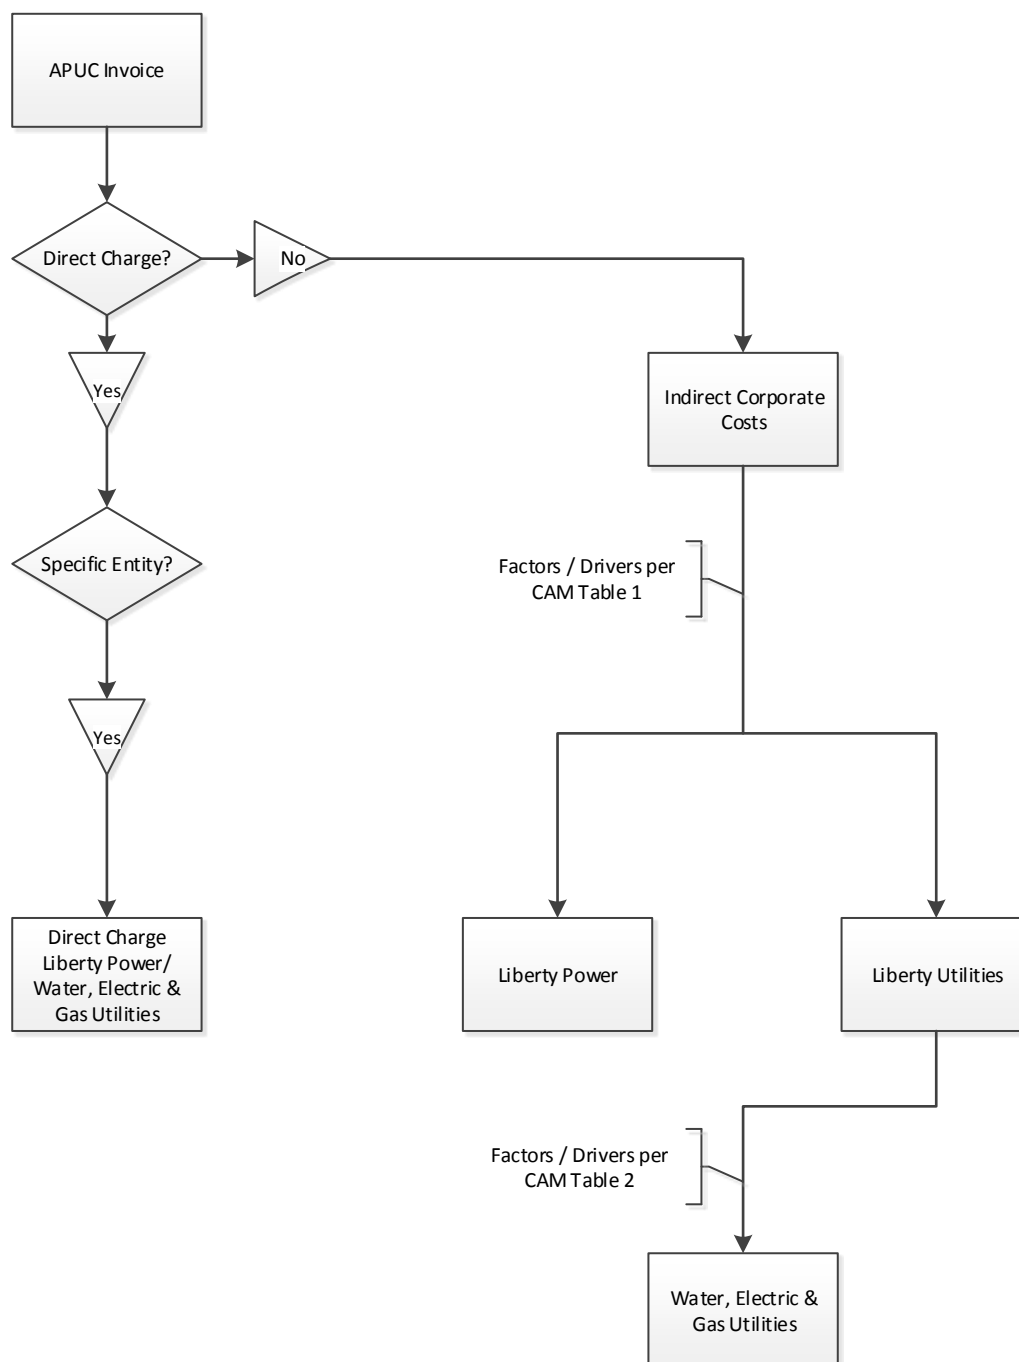 APUC Invoice
Direct Charge?
No
Yes
Indirect Corporate
Costs
Specific Entity?
Factors / Drivers per
CAM Table 1
Yes
Direct Charge
Liberty Power/
Water, Electric &
Gas Utilities
Liberty Power
Liberty Utilities
Factors / Drivers per
CAM Table 2
Water, Electric &
Gas Utilities